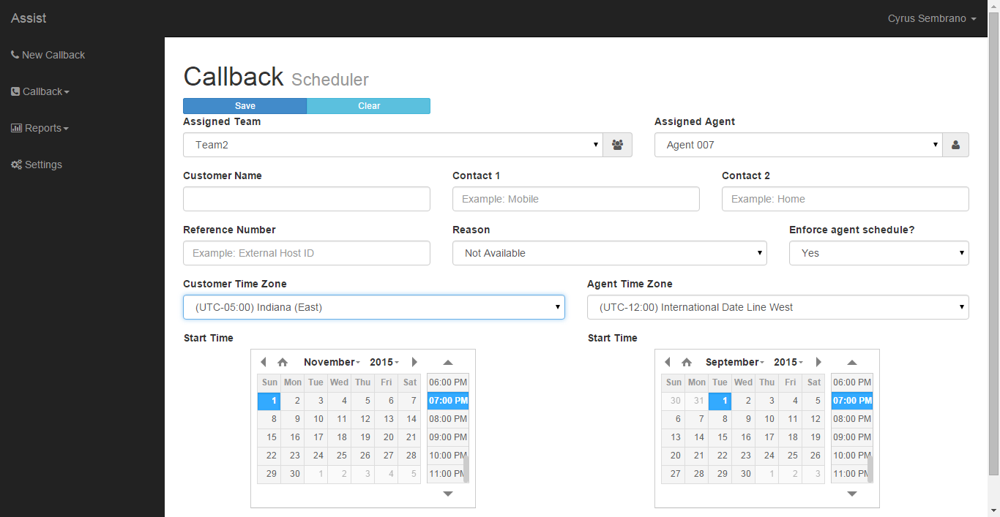 Assist
Cyrus Sembrano
New Callback
Callback
Reports
Settings
Callback Scheduler
Save Clear
Assigned Team Assigned Agent
Team2 Agent 007
Customer Name Contact 1 Contact 2
Example: Mobile Example: Home
Reference Number Reason Enforce agent schedule?
Example: External Host ID Not Available Yes
Customer Time Zone Agent Time Zone
(UTC-05:00) Indiana (East) (UTC-12:00) International Date Line West
Start Time Start Time
November 2015
Sun Mon Tue Wed Thu Fri Sat 06:00 PM
1 2 3 4 5 6 7 07:00 PM
8 9 10 11 12 13 14 08:00 PM
15 16 17 18 19 20 21 09:00 PM
22 23 24 25 26 27 28 10:00 PM
29 30 1 2 3 4 5 11:00 PM
September 2015
Sun Mon Tue Wed Thu Fri Sat 06:00 PM
30 31 1 2 3 4 5 07:00 PM
6 7 8 9 10 11 12 08:00 PM
13 14 15 16 17 18 19 09:00 PM
20 21 22 23 24 25 26 10:00 PM
27 28 29 30 1 2 3 11:00 PM